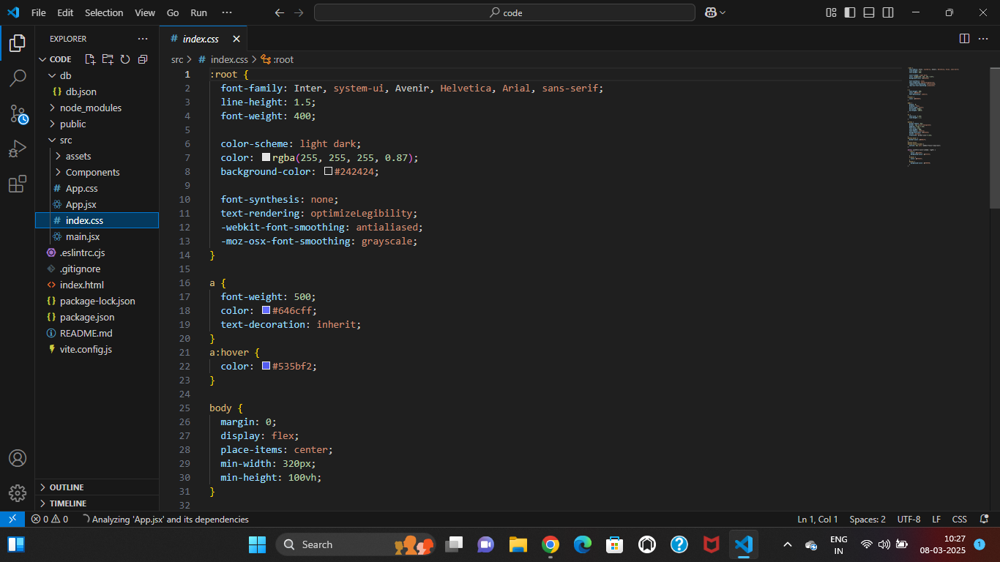 File Edit Selection View Go Run ···
code
EXPLORER ···
CODE
db
{} db.json
node_modules
public
src
assets
Components
# App.css
App.jsx
# index.css
main.jsx
.eslintrc.cjs
.gitignore
<> index.html
{} package-lock.json
{} package.json
README.md
vite.config.js
OUTLINE
TIMELINE
# index.css
src > # index.css > :root
1 :root {
2 font-family: Inter, system-ui, Avenir, Helvetica, Arial, sans-serif;
3 line-height: 1.5;
4 font-weight: 400;
5
6 color-scheme: light dark;
7 color: rgba(255, 255, 255, 0.87);
8 background-color: #242424;
9
10 font-synthesis: none;
11 text-rendering: optimizeLegibility;
12 -webkit-font-smoothing: antialiased;
13 -moz-osx-font-smoothing: grayscale;
14 }
15
16 a {
17 font-weight: 500;
18 color: #646cff;
19 text-decoration: inherit;
20 }
21 a:hover {
22 color: #535bf2;
23 }
24
25 body {
26 margin: 0;
27 display: flex;
28 place-items: center;
29 min-width: 320px;
30 min-height: 100vh;
31 }
32
0 0 Analyzing 'App.jsx' and its dependencies
Ln 1, Col 1 Spaces: 2 UTF-8 LF CSS
Search
ENG
IN
10:27
08-03-2025
1